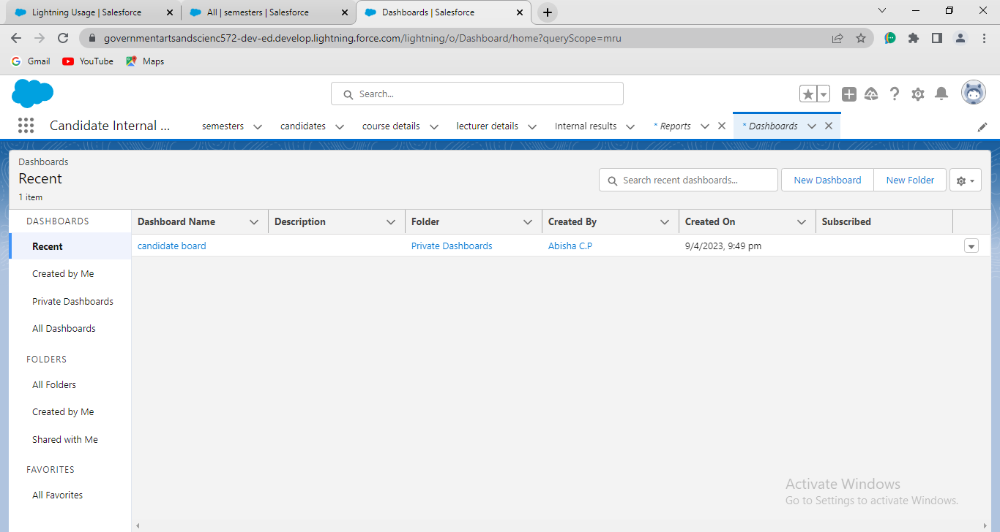 Lightning Usage | Salesforce
All | semesters | Salesforce
Dashboards | Salesforce
governmentartsandscienc572-dev-ed.develop.lightning.force.com/lightning/o/Dashboard/home?queryScope=mru
Gmail
YouTube
Maps
Search...
Candidate Internal ...
semesters
candidates
course details
lecturer details
Internal results
* Reports
* Dashboards
Dashboards
Recent
1 item
Search recent dashboards...
New Dashboard
New Folder
DASHBOARDS
Recent
Created by Me
Private Dashboards
All Dashboards
FOLDERS
All Folders
Created by Me
Shared with Me
FAVORITES
All Favorites
Dashboard Name
Description
Folder
Created By
Created On
Subscribed
candidate board
Private Dashboards
Abisha C.P
9/4/2023, 9:49 pm
Activate Windows
Go to Settings to activate Windows.